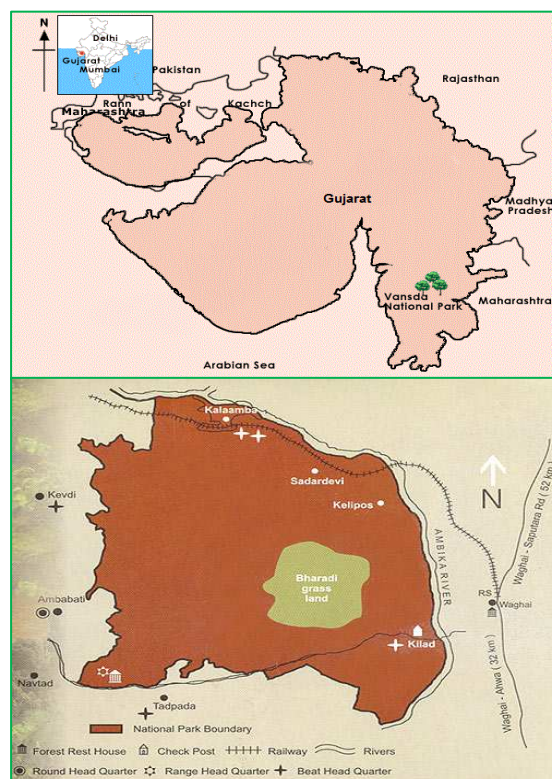 N
Delhi
Gujarat
Mumbai
Pakistan
Rajasthan
Rann of Kachch
Maharashtra
Gujarat
Madhya
Pradesh
Vansda
National Park
Maharashtra
Arabian Sea
Kalaamba
Sadardevi
Kevdi
Kelipos
N
Waghai - Saputara Rd (52 km)
AMBIKA RIVER
Bharadi
grass
land
RS
Waghai
Ambabati
Kilad
Navtad
Waghai - Ahwa (32 km)
Tadpada
National Park Boundary
Forest Rest House Check Post Railway Rivers
Round Head Quarter Range Head Quarter Beat Head Quarter